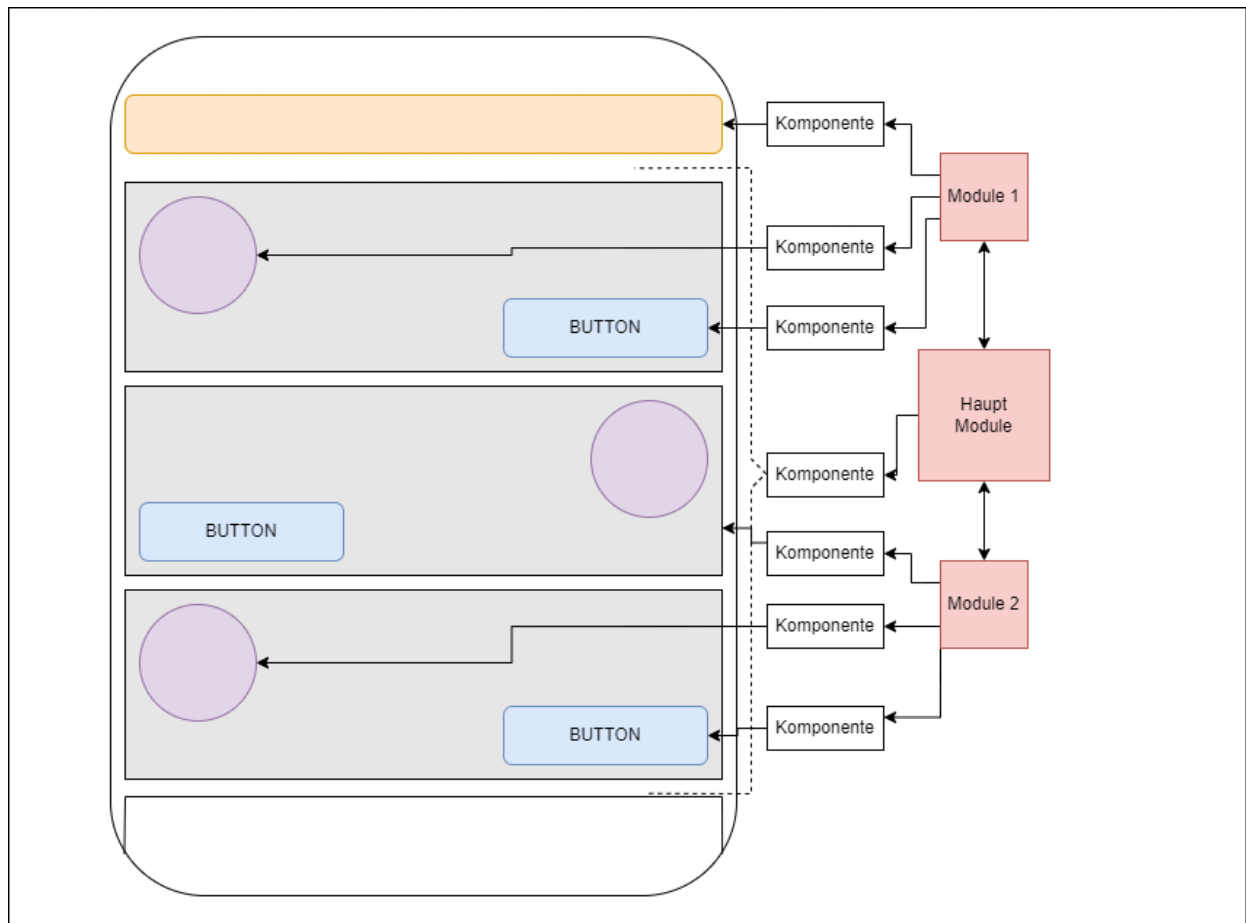 Komponente
Module 1
Komponente
BUTTON
Komponente
Haupt
Module
Komponente
BUTTON
Komponente
Module 2
Komponente
BUTTON
Komponente